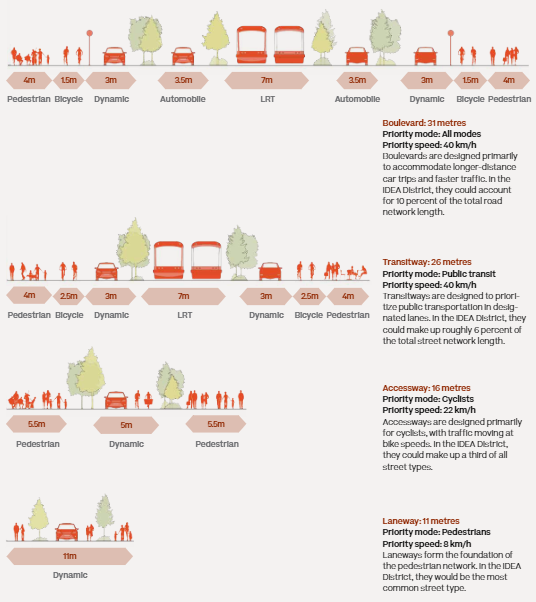 4m 1.5m 3m 3.5m 7m 3.5m 3m 1.5m 4m
Pedestrian Bicycle Dynamic Automobile LRT Automobile Dynamic Bicycle Pedestrian
Boulevard: 31 metres
Priority mode: All modes
Priority speed: 40 km/h
Boulevards are designed primarily
to accommodate longer-distance
car trips and faster traffic. In the
IDEA District, they could account
for 10 percent of the total road
network length.
4m 2.5m 3m 7m 3m 2.5m 4m
Pedestrian Bicycle Dynamic LRT Dynamic Bicycle Pedestrian
Transitway: 26 metres
Priority mode: Public transit
Priority speed: 40 km/h
Transitways are designed to priori-
tize public transportation in desig-
nated lanes. In the IDEA District, they
could make up roughly 6 percent of
the total street network length.
5.5m 5m 5.5m
Pedestrian Dynamic Pedestrian
Accessway: 16 metres
Priority mode: Cyclists
Priority speed: 22 km/h
Accessways are designed primarily
for cyclists, with traffic moving at
bike speeds. In the IDEA District,
they could make up a third of all
street types.
11m
Dynamic
Laneway: 11 metres
Priority mode: Pedestrians
Priority speed: 8 km/h
Laneways form the foundation of
the pedestrian network. In the IDEA
District, they would be the most
common street type.